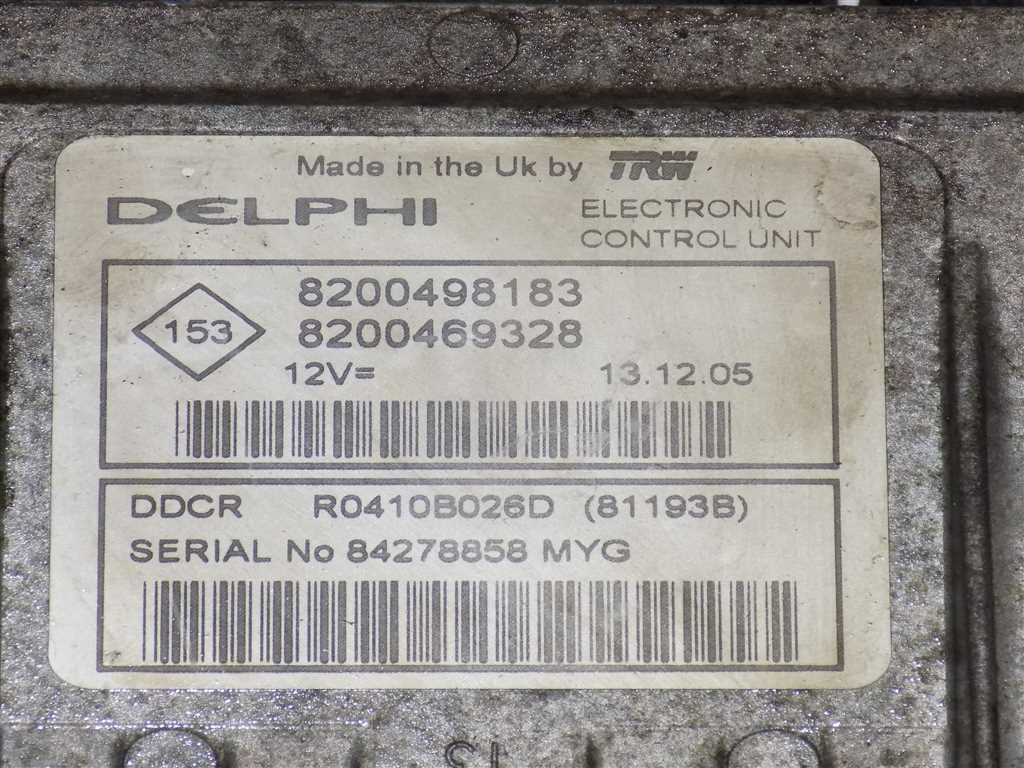 Made in the Uk by TRW
DELPHI
ELECTRONIC
CONTROL UNIT
153
8200498183
8200469328
12V= 13.12.05
DDCR R0410B026D (81193B)
SERIAL No 84278858 MYG